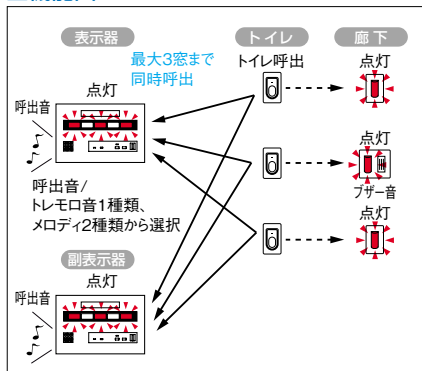 表示器
トイレ
廊下
最大3窓まで
同時呼出
トイレ呼出
点灯
点灯
呼出音
点灯
ブザー音
呼出音/
トレモロ音1種類、
メロディ2種類から選択
点灯
副表示器
点灯
呼出音